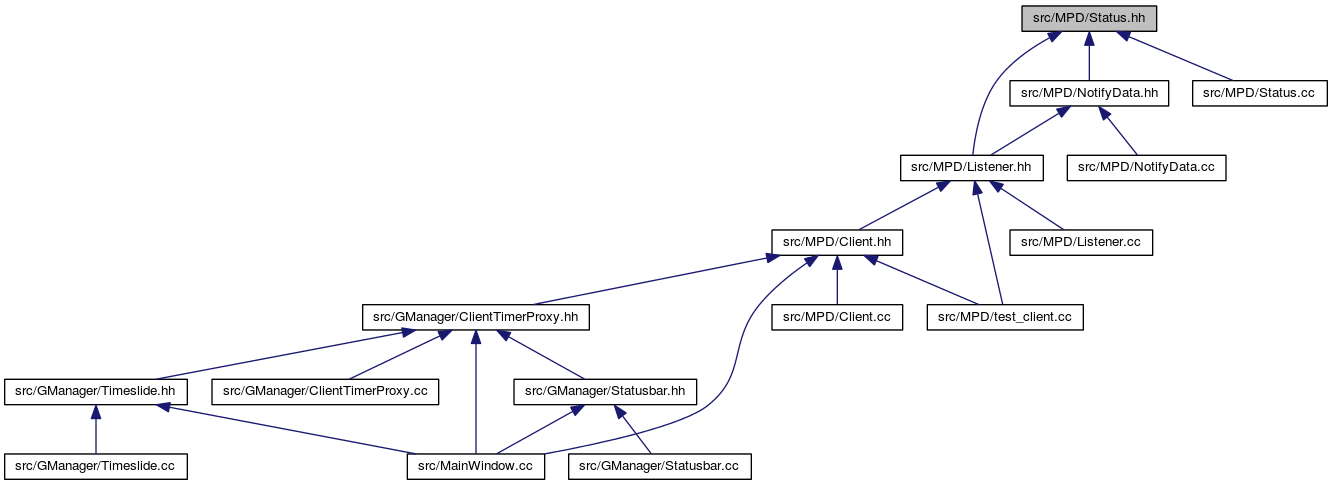 src/MPD/Status.hh
src/MPD/NotifyData.hh
src/MPD/Status.cc
src/MPD/Listener.hh
src/MPD/NotifyData.cc
src/MPD/Client.hh
src/MPD/Listener.cc
src/GManager/ClientTimerProxy.hh
src/MPD/Client.cc
src/MPD/test_client.cc
src/GManager/Timeslide.hh
src/GManager/ClientTimerProxy.cc
src/GManager/Statusbar.hh
src/GManager/Timeslide.cc
src/MainWindow.cc
src/GManager/Statusbar.cc